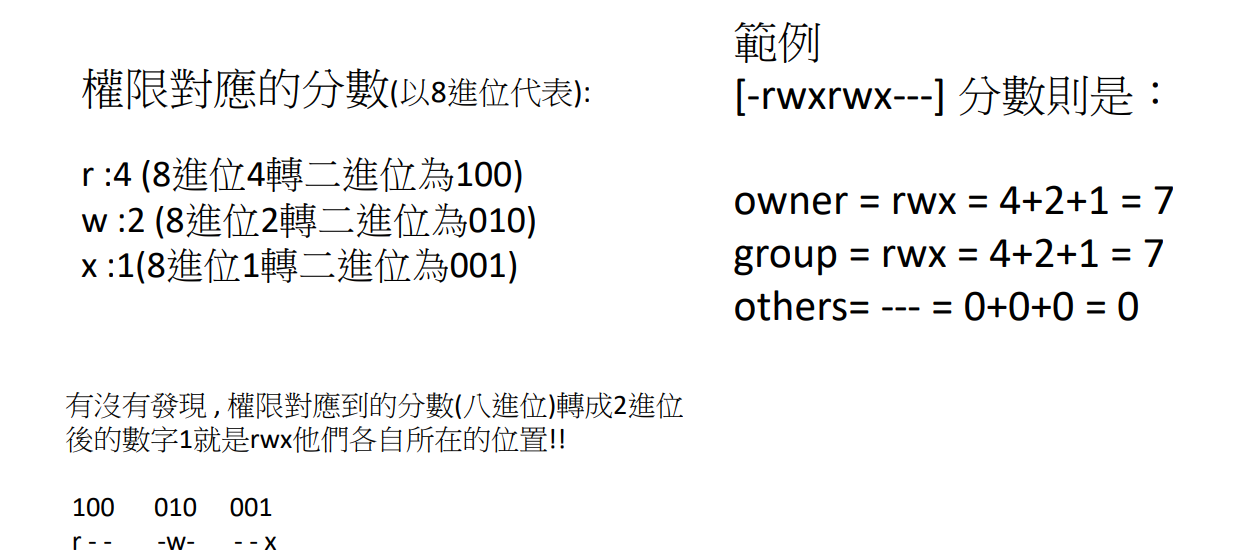 權限對應的分數(以8進位代表):
r :4 (8進位4轉二進位為100)
w :2 (8進位2轉二進位為010)
x :1(8進位1轉二進位為001)
有沒有發現 , 權限對應到的分數(八進位)轉成2進位
後的數字1就是rwx他們各自所在的位置!!
100 010 001
r - - -w- - - x
範例
[-rwxrwx---] 分數則是：
owner = rwx = 4+2+1 = 7
group = rwx = 4+2+1 = 7
others= --- = 0+0+0 = 0